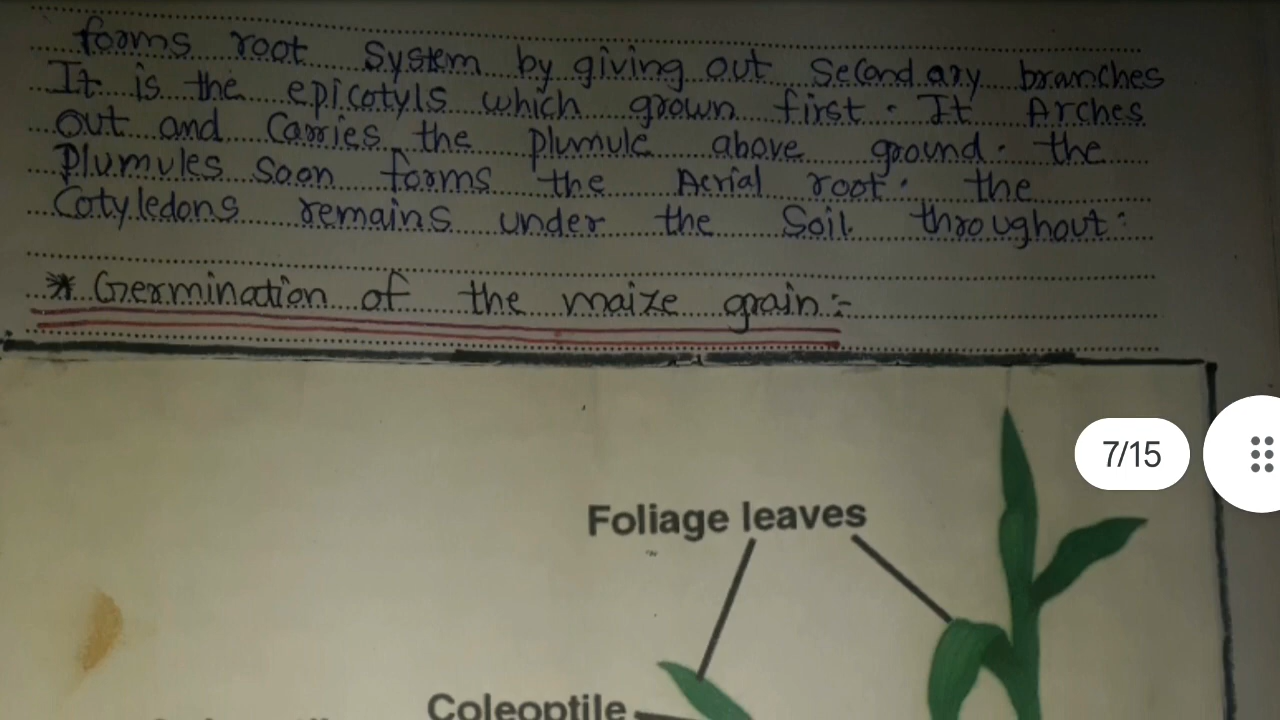 forms root System by giving out Secondary branches
It is the epicotyls which grown first. It Arches
out and Carries the plumule above ground. the
Plumules soon forms the Aerial root. the
Cotyledons remains under the Soil throughout:
* Germination of the maize grain:-
7/15
Foliage leaves
Coleoptile